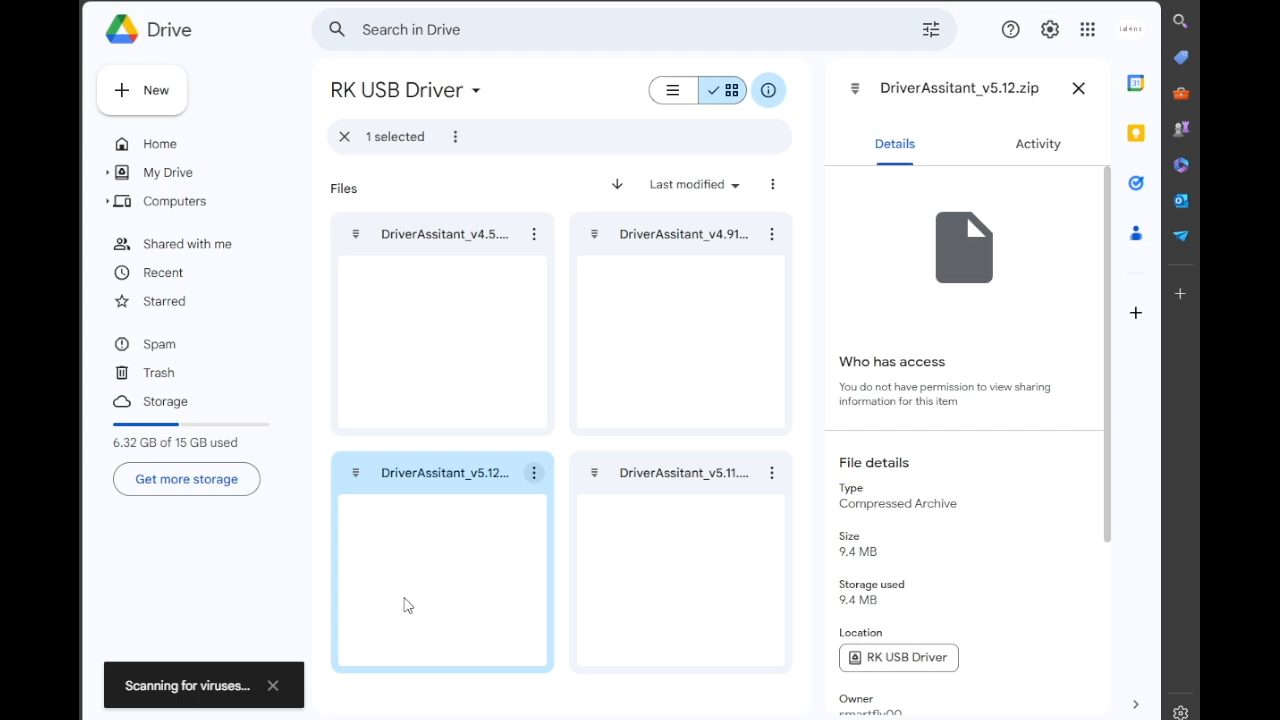 Drive
Search in Drive
New
Home
My Drive
Computers
Shared with me
Recent
Starred
Spam
Trash
Storage
6.32 GB of 15 GB used
Get more storage
RK USB Driver
1 selected
Files
Last modified
DriverAssitant_v4.5....
DriverAssitant_v4.91...
DriverAssitant_v5.12...
DriverAssitant_v5.11....
DriverAssitant_v5.12.zip
Details
Activity
Who has access
You do not have permission to view sharing
information for this item
File details
Type
Compressed Archive
Size
9.4 MB
Storage used
9.4 MB
Location
RK USB Driver
Owner
Scanning for viruses...
31